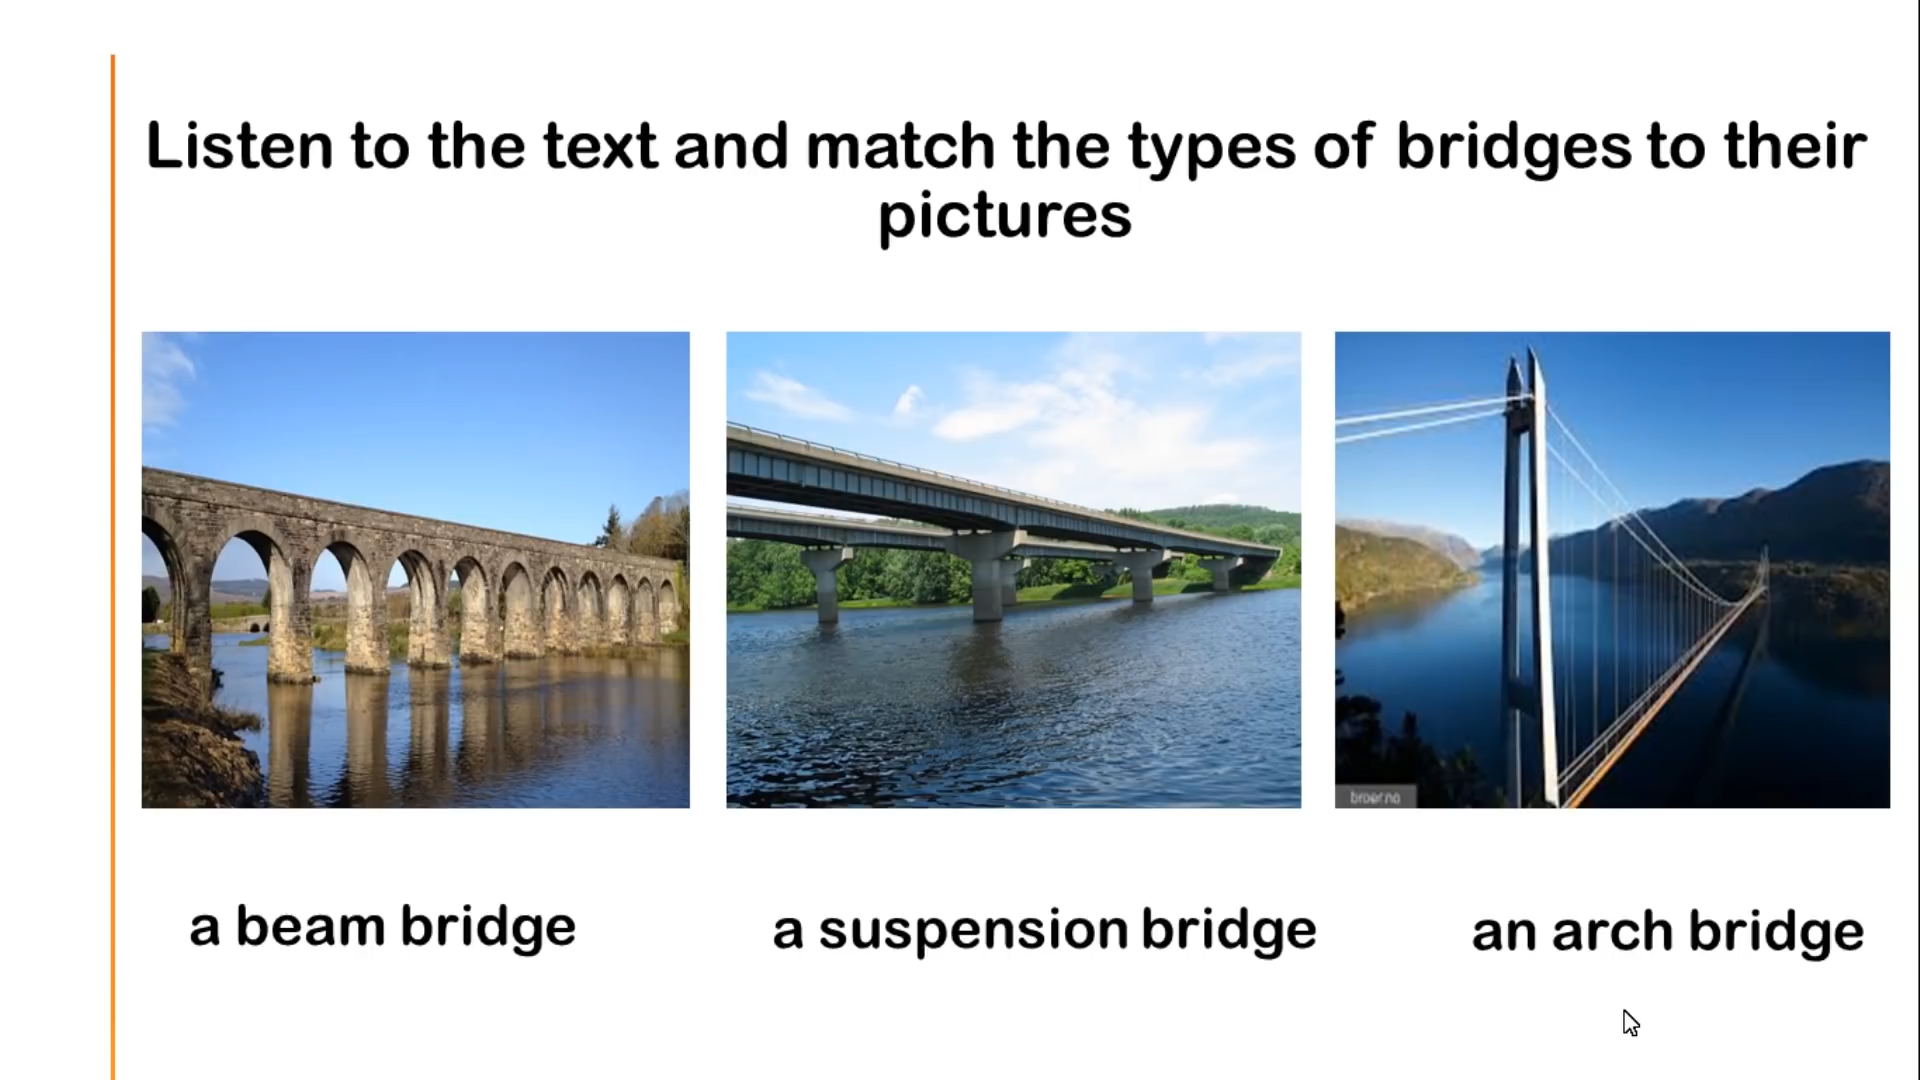 Listen to the text and match the types of bridges to their
pictures
broer.no
a beam bridge
a suspension bridge
an arch bridge